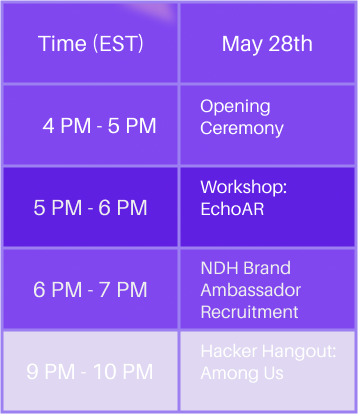 Time (EST) May 28th
4 PM - 5 PM Opening
Ceremony
5 PM - 6 PM Workshop:
EchoAR
6 PM - 7 PM NDH Brand
Ambassador
Recruitment
9 PM - 10 PM Hacker Hangout:
Among Us